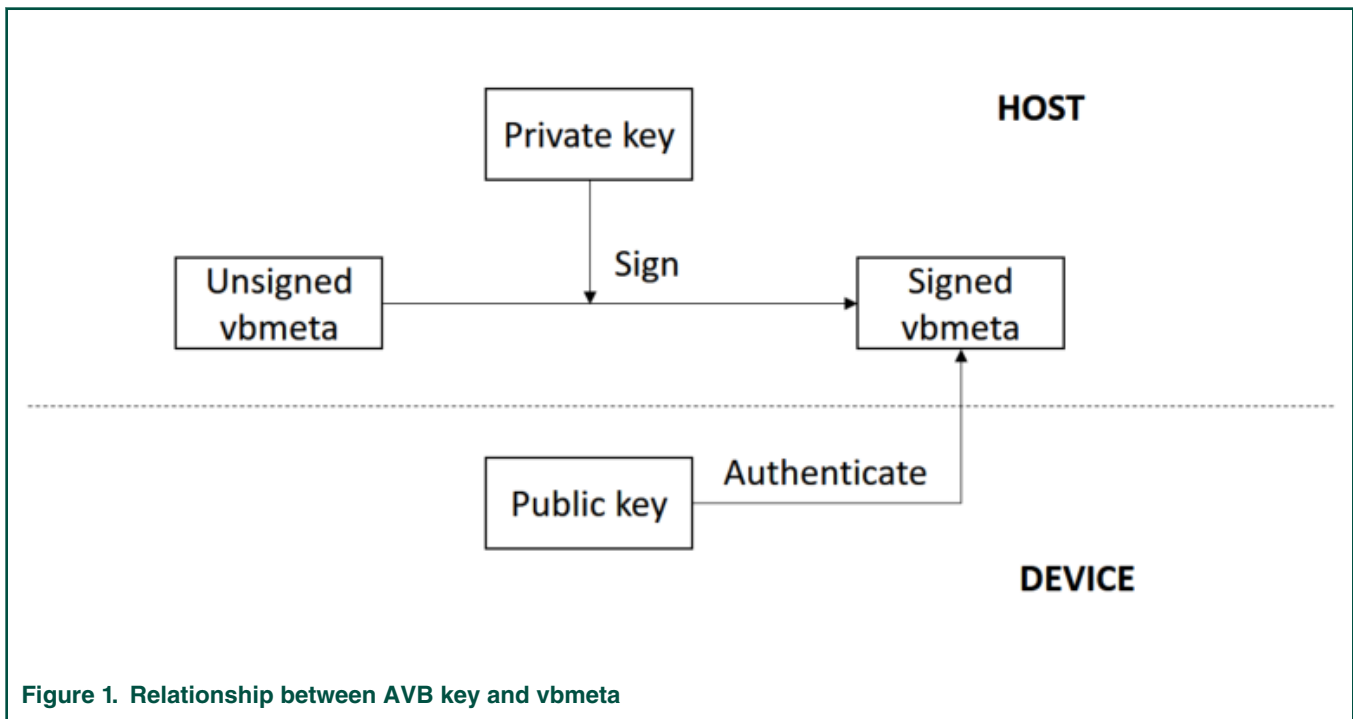 Private key
HOST
Sign
Unsigned
vbmeta
Signed
vbmeta
Authenticate
Public key
DEVICE
Figure 1. Relationship between AVB key and vbmeta